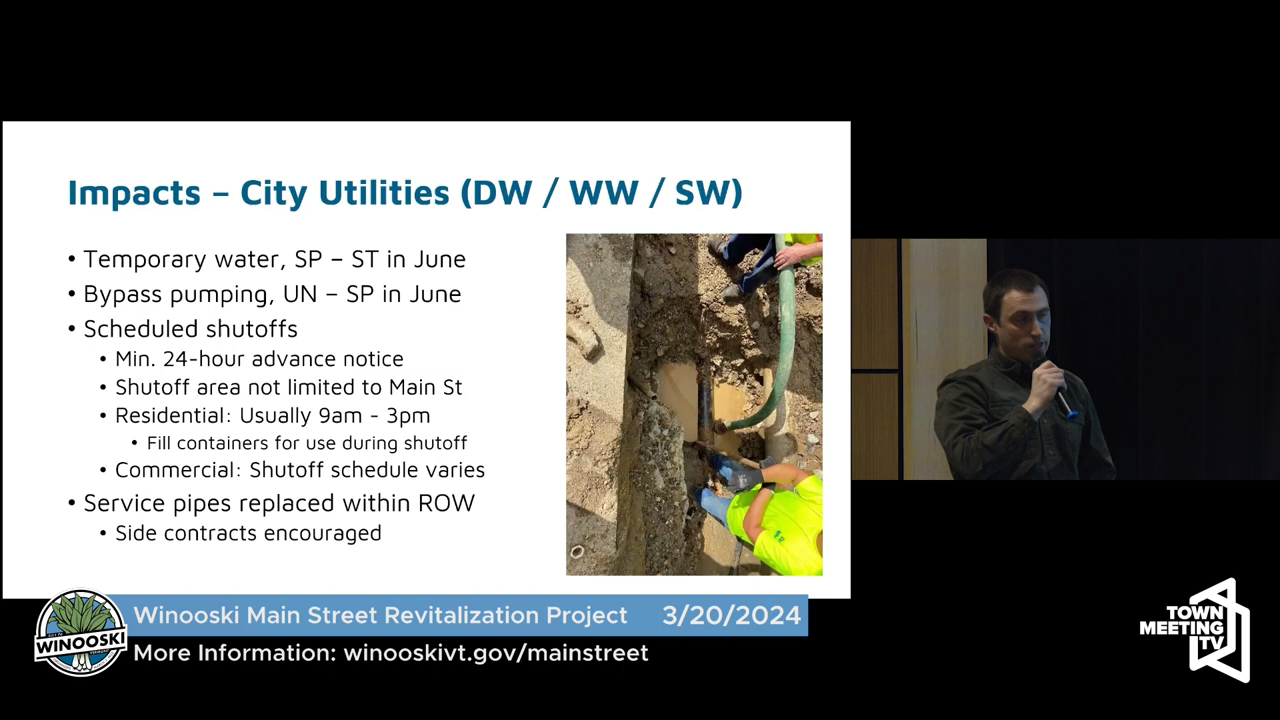 Impacts – City Utilities (DW / WW / SW)
• Temporary water, SP – ST in June
• Bypass pumping, UN – SP in June
• Scheduled shutoffs
• Min. 24-hour advance notice
• Shutoff area not limited to Main St
• Residential: Usually 9am - 3pm
• Fill containers for use during shutoff
• Commercial: Shutoff schedule varies
• Service pipes replaced within ROW
• Side contracts encouraged
WINOOSKI
Winooski Main Street Revitalization Project 3/20/2024
More Information: winooskivt.gov/mainstreet
TOWN
MEETING
TV